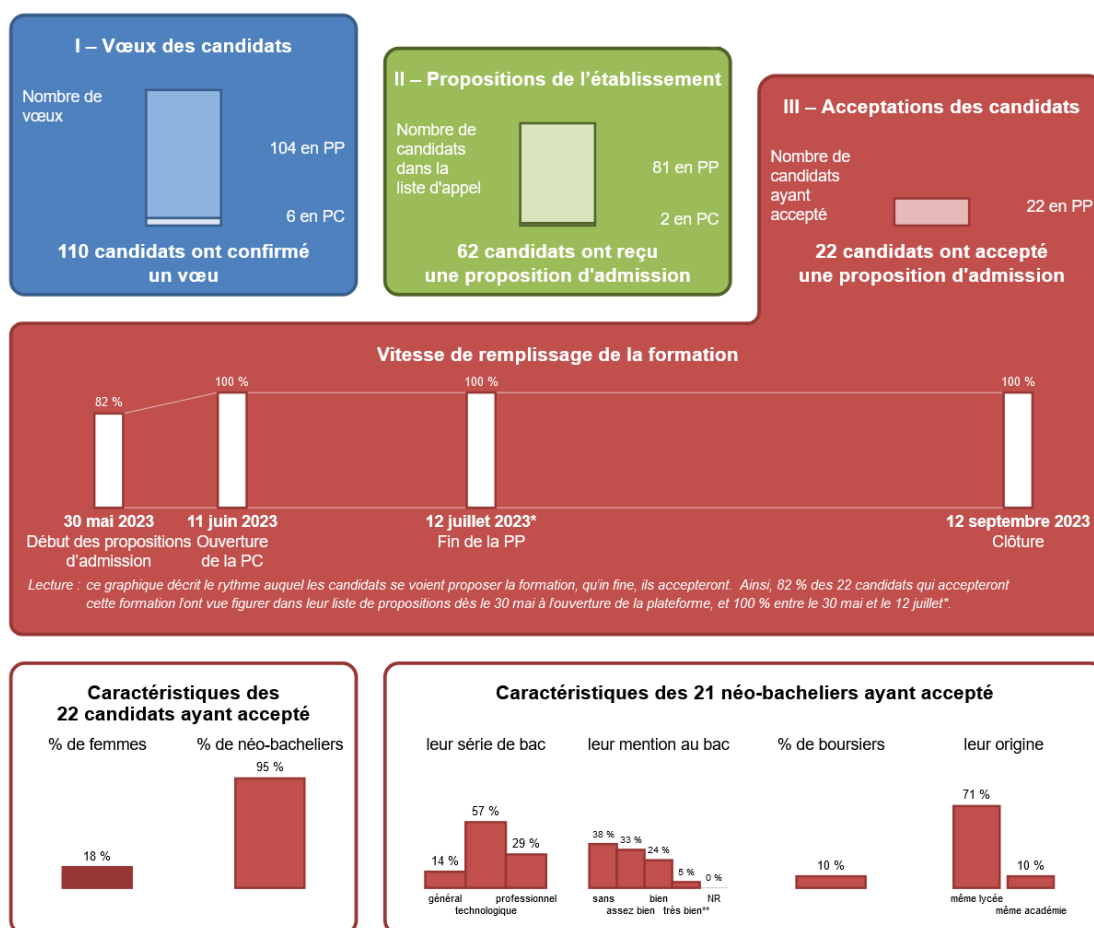 I – Vœux des candidats
Nombre de
vœux
104 en PP
6 en PC
110 candidats ont confirmé
un vœu
II – Propositions de l'établissement
Nombre de
candidats
dans la
liste d'appel
81 en PP
2 en PC
62 candidats ont reçu
une proposition d'admission
III – Acceptations des candidats
Nombre de
candidats
ayant
accepté
22 en PP
22 candidats ont accepté
une proposition d'admission
Vitesse de remplissage de la formation
82 %
100 %
100 %
100 %
30 mai 2023
Début des propositions
d'admission
11 juin 2023
Ouverture
de la PC
12 juillet 2023*
Fin de la PP
12 septembre 2023
Clôture
Lecture : ce graphique décrit le rythme auquel les candidats se voient proposer la formation, qu'in fine, ils accepteront. Ainsi, 82 % des 22 candidats qui accepteront
cette formation l'ont vue figurer dans leur liste de propositions dès le 30 mai à l'ouverture de la plateforme, et 100 % entre le 30 mai et le 12 juillet*.
Caractéristiques des
22 candidats ayant accepté
% de femmes
18 %
% de néo-bacheliers
95 %
Caractéristiques des 21 néo-bacheliers ayant accepté
leur série de bac
14 %
57 %
29 %
général
technologique
professionnel
leur mention au bac
38 %
33 %
24 %
5 %
0 %
sans
assez bien
bien
très bien**
NR
% de boursiers
10 %
leur origine
71 %
10 %
même lycée
même académie